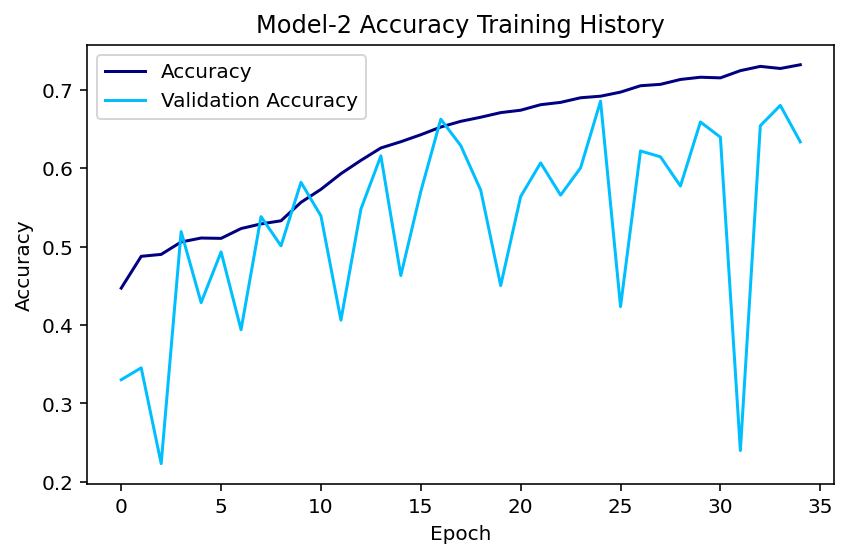 Model-2 Accuracy Training History
Accuracy
Validation Accuracy
0.7
0.6
0.5
0.4
0.3
0.2
Accuracy
0 5 10 15 20 25 30 35
Epoch